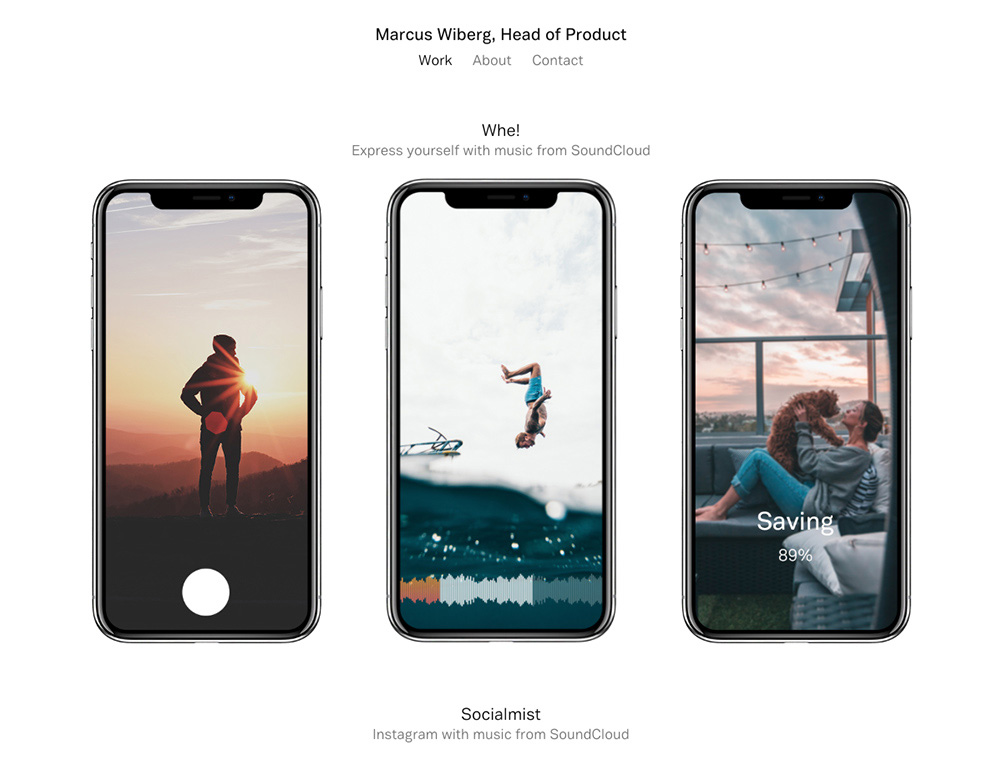 Marcus Wiberg, Head of Product
Work About Contact
Whe!
Express yourself with music from SoundCloud
Saving
89%
Socialmist
Instagram with music from SoundCloud